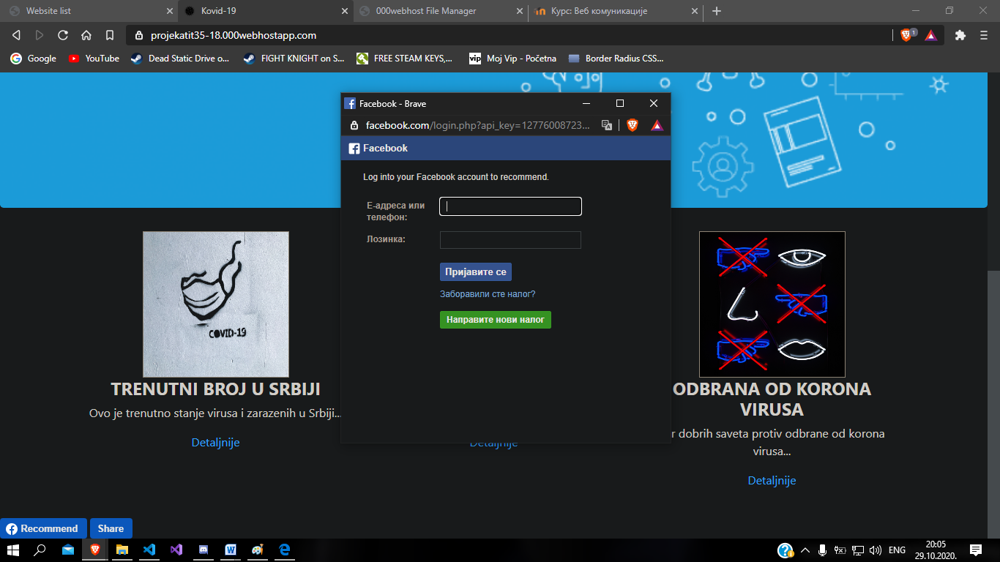 Website list
Kovid-19
000webhost File Manager
Курс: Веб комуникације
projekatit35-18.000webhostapp.com
1
Google
YouTube
Dead Static Drive o...
FIGHT KNIGHT on S...
FREE STEAM KEYS,...
vip Moj Vip - Početna
Border Radius CSS...
Facebook - Brave
facebook.com/login.php?api_key=12776008723...
Facebook
Log into your Facebook account to recommend.
Е-адреса или
телефон:
Лозинка:
Пријавите се
Заборавили сте налог?
Направите нови налог
COVID-19
TRENUTNI BROJ U SRBIJI
Ovo je trenutno stanje virusa i zarazenih u Srbiji...
Detaljnije
Detaljnije
ODBRANA OD KORONA
VIRUSA
r dobrih saveta protiv odbrane od korona
virusa...
Detaljnije
Recommend
Share
ENG
20:05
29.10.2020.